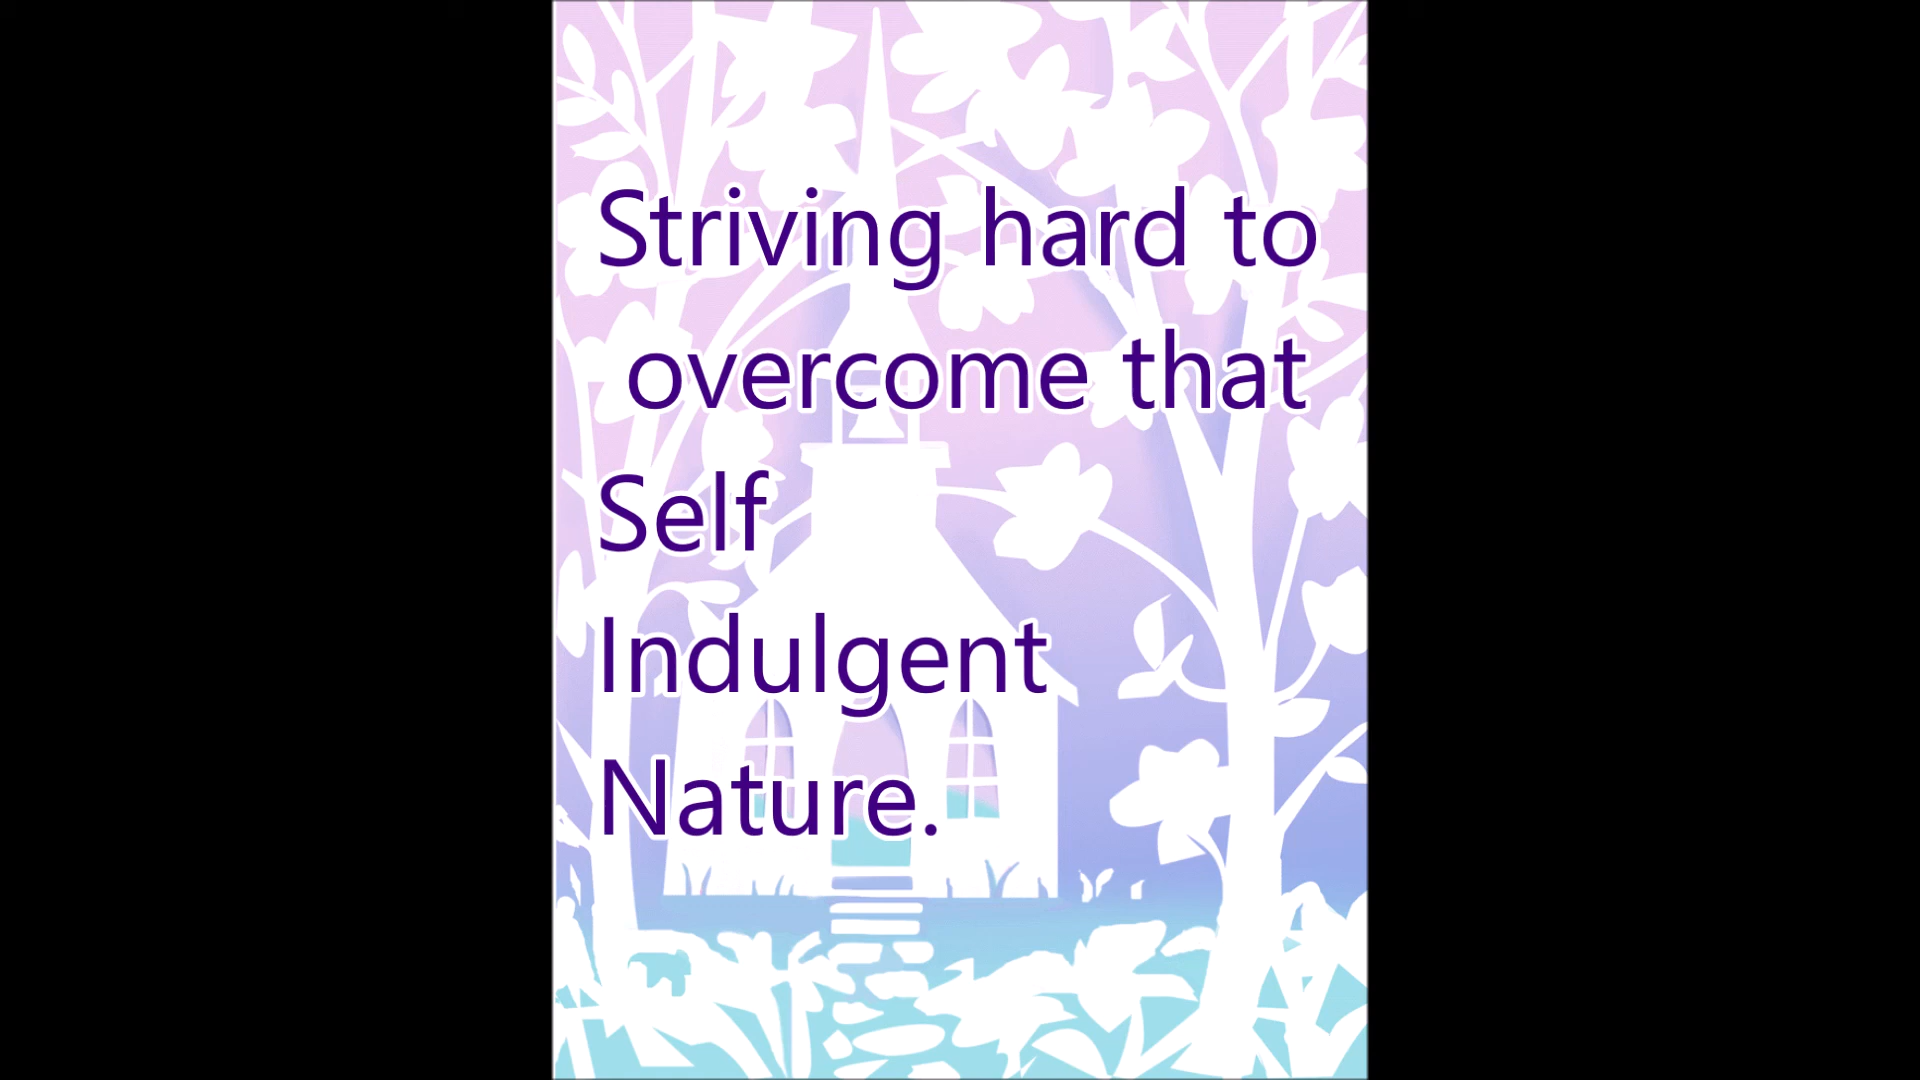 Striving hard to
overcome that
Self
Indulgent
Nature.